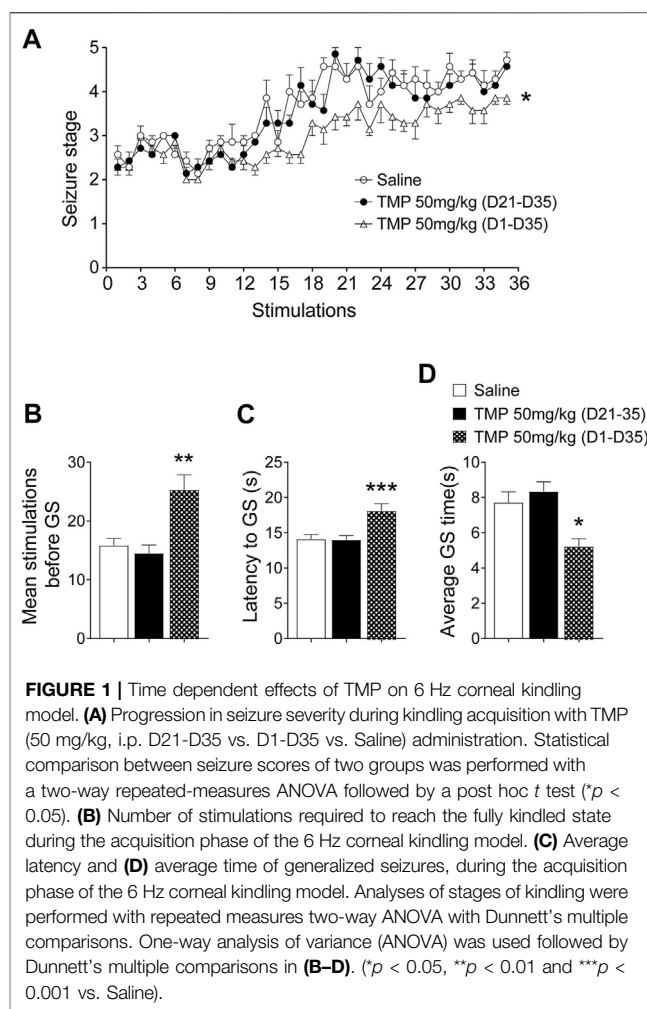 A
Seizure stage
5
4
3
2
1
0
*
Saline
TMP 50mg/kg (D21-D35)
TMP 50mg/kg (D1-D35)
0 3 6 9 12 15 18 21 24 27 30 33 36
Stimulations
D
Saline
TMP 50mg/kg (D21-35)
TMP 50mg/kg (D1-D35)
B
Mean stimulations
before GS
30
20
10
0
**
C
Latency to GS (s)
25
20
15
10
5
0
***
Average GS time(s)
10
8
6
4
2
0
*
FIGURE 1 | Time dependent effects of TMP on 6 Hz corneal kindling
model. (A) Progression in seizure severity during kindling acquisition with TMP
(50 mg/kg, i.p. D21-D35 vs. D1-D35 vs. Saline) administration. Statistical
comparison between seizure scores of two groups was performed with
a two-way repeated-measures ANOVA followed by a post hoc t test (*p <
0.05). (B) Number of stimulations required to reach the fully kindled state
during the acquisition phase of the 6 Hz corneal kindling model. (C) Average
latency and (D) average time of generalized seizures, during the acquisition
phase of the 6 Hz corneal kindling model. Analyses of stages of kindling were
performed with repeated measures two-way ANOVA with Dunnett's multiple
comparisons. One-way analysis of variance (ANOVA) was used followed by
Dunnett's multiple comparisons in (B–D). (*p < 0.05, **p < 0.01 and ***p <
0.001 vs. Saline).